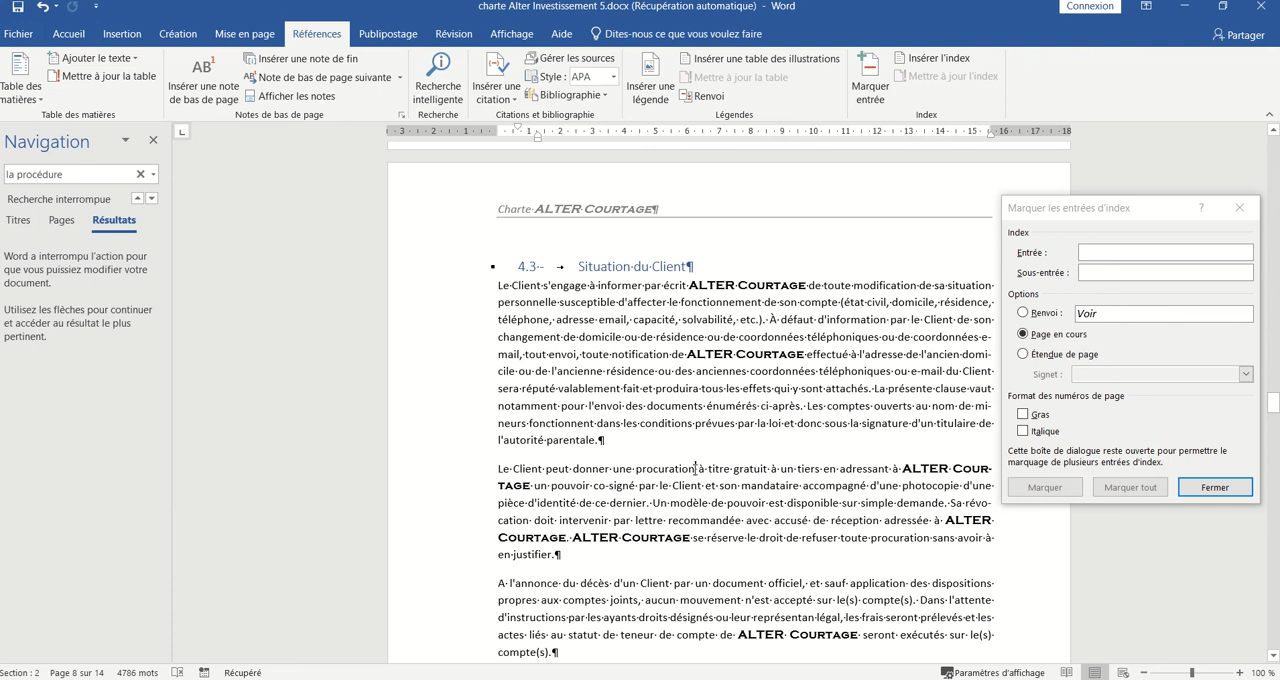 charte Alter Investissement 5.docx (Récupération automatique) - Word
Connexion
Fichier Accueil Insertion Création Mise en page Références Publipostage Révision Affichage Aide Dites-nous ce que vous voulez faire Partager
Table des matières
Ajouter le texte
Mettre à jour la table
Table des matières
AB¹
Insérer une note de bas de page
Insérer une note de fin
Note de bas de page suivante
Afficher les notes
Notes de bas de page
Recherche intelligente
Recherche
Insérer une citation
Gérer les sources
Style : APA
Bibliographie
Citations et bibliographie
Insérer une légende
Insérer une table des illustrations
Mettre à jour la table
Renvoi
Légendes
Marquer entrée
Insérer l'index
Mettre à jour l'index
Index
Navigation
la procédure
Recherche interrompue
Titres Pages Résultats
Word a interrompu l'action pour
que vous puissiez modifier votre
document.
Utilisez les flèches pour continuer
et accéder au résultat le plus
pertinent.
3 2 1 1 2 3 4 5 6 7 8 9 10 11 12 13 14 15 16 17 18
Charte·ALTER·COURTAGE¶
4.3·- → Situation·du·Client¶
Le·Client·s'engage·à·informer·par·écrit·ALTER·COURTAGE·de·toute·modification·de·sa·situation·
personnelle·susceptible·d'affecter·le·fonctionnement·de·son·compte·(état·civil,·domicile,·résidence,·
téléphone,·adresse·email,·capacité,·solvabilité,·etc.).·À·défaut·d'information·par·le·Client·de·son·
changement·de·domicile·ou·de·résidence·ou·de·coordonnées·téléphoniques·ou·de·coordonnées·e-
mail,·tout·envoi,·toute·notification·de·ALTER·COURTAGE·effectué·à·l'adresse·de·l'ancien·domi-
cile·ou·de·l'ancienne·résidence·ou·des·anciennes·coordonnées·téléphoniques·ou·e-mail·du·Client·
sera·réputé·valablement·fait·et·produira·tous·les·effets·qui·y·sont·attachés.·La·présente·clause·vaut·
notamment·pour·l'envoi·des·documents·énumérés·ci-après.·Les·comptes·ouverts·au·nom·de·mi-
neurs·fonctionnent·dans·les·conditions·prévues·par·la·loi·et·donc·sous·la·signature·d'un·titulaire·de·
l'autorité·parentale.¶
Le·Client·peut·donner·une·procuration·à·titre·gratuit·à·un·tiers·en·adressant·à·ALTER·COUR-
TAGE·un·pouvoir·co-signé·par·le·Client·et·son·mandataire·accompagné·d'une·photocopie·d'une·
pièce·d'identité·de·ce·dernier.·Un·modèle·de·pouvoir·est·disponible·sur·simple·demande.·Sa·révo-
cation·doit·intervenir·par·lettre·recommandée·avec·accusé·de·réception·adressée·à·ALTER·
COURTAGE.·ALTER·COURTAGE·se·réserve·le·droit·de·refuser·toute·procuration·sans·avoir·à·
en·justifier.¶
A·l'annonce·du·décès·d'un·Client·par·un·document·officiel,·et·sauf·application·des·dispositions·
propres·aux·comptes·joints,·aucun·mouvement·n'est·accepté·sur·le(s)·compte(s).·Dans·l'attente·
d'instructions·par·les·ayants·droits·désignés·ou·leur·représentan·légal,·les·frais·seront·prélevés·et·les·
actes·liés·au·statut·de·teneur·de·compte·de·ALTER·COURTAGE·seront·exécutés·sur·le(s)·
compte(s).¶
Marquer les entrées d'index
Index
Entrée :
Sous-entrée :
Options
Renvoi : Voir
Page en cours
Étendue de page
Signet :
Format des numéros de page
Gras
Italique
Cette boîte de dialogue reste ouverte pour permettre le
marquage de plusieurs entrées d'index.
Marquer Marquer tout Fermer
Section : 2 Page 8 sur 14 4786 mots Récupéré Paramètres d'affichage 100 %